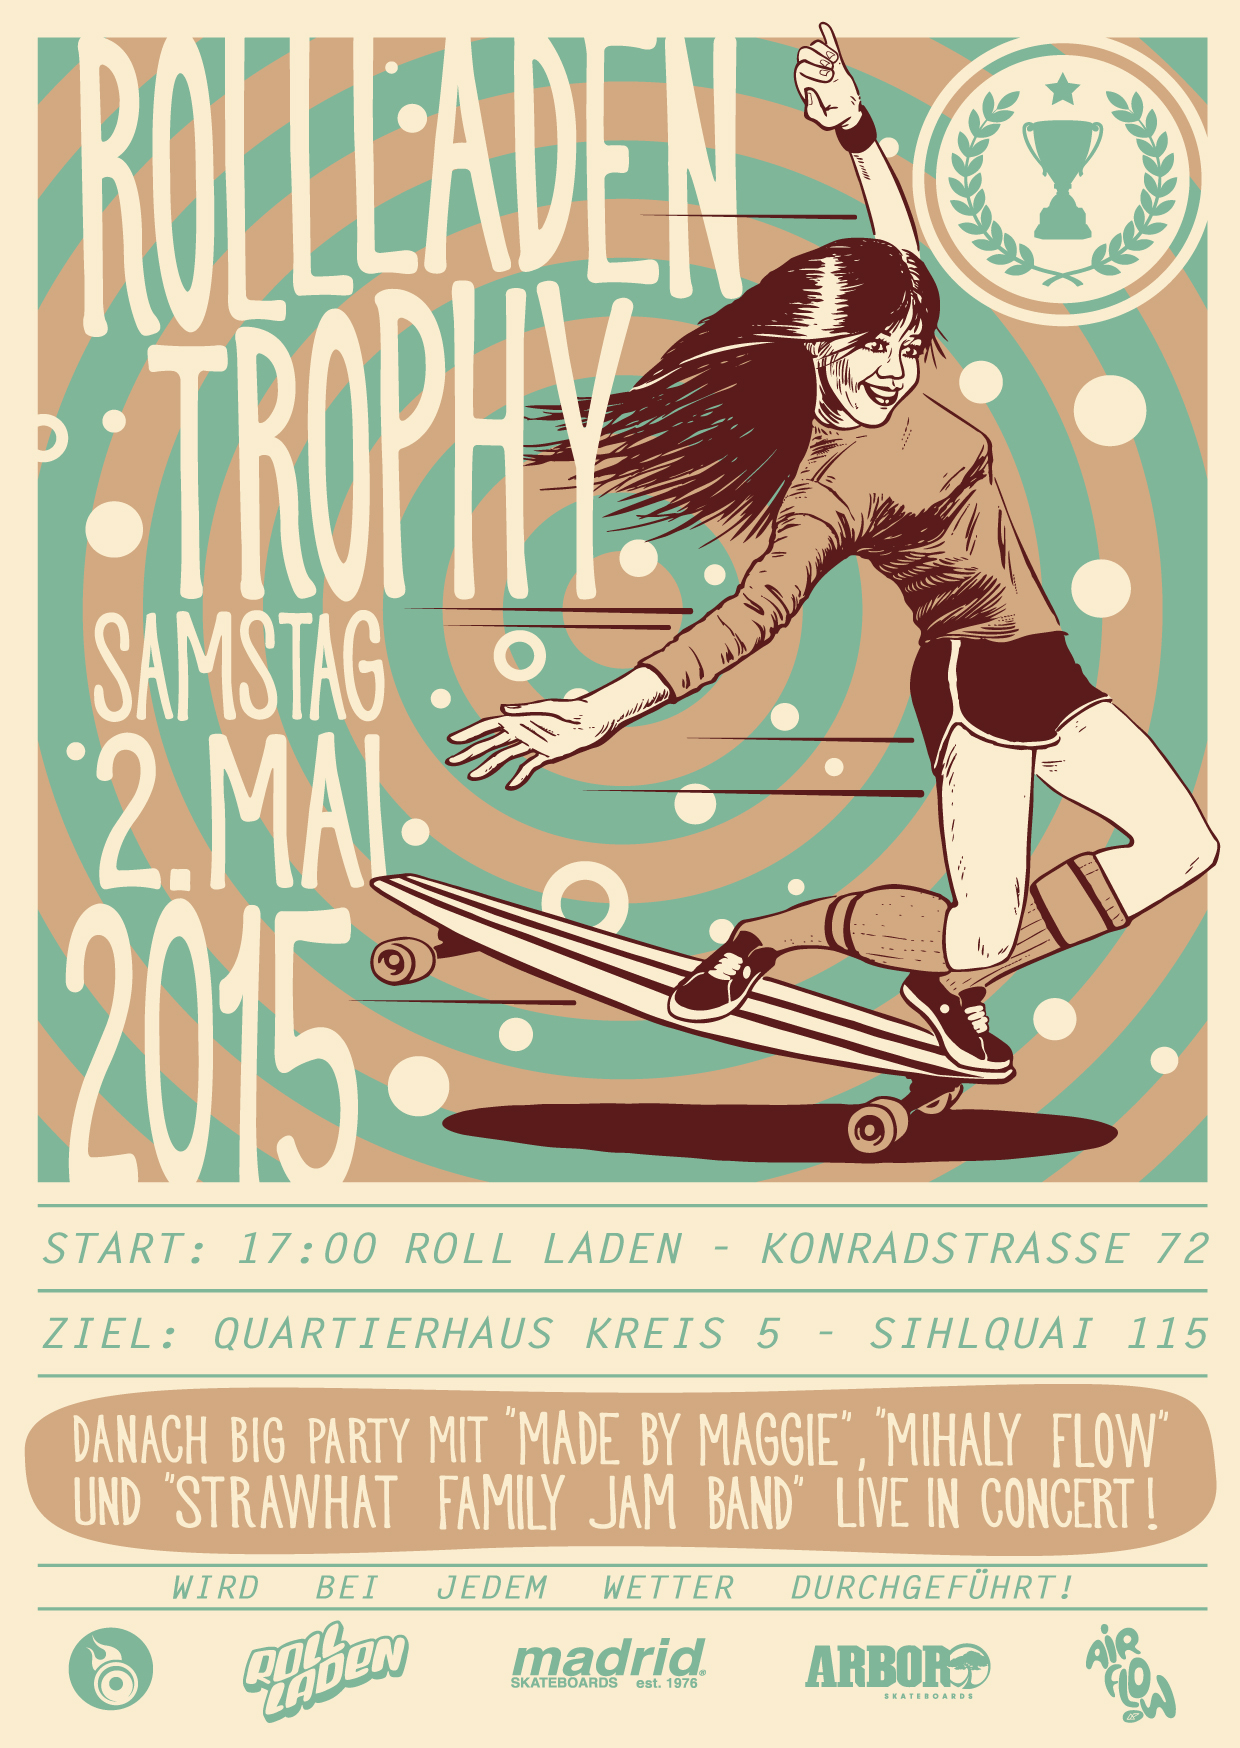 ROLLLADEN
TROPHY
SAMSTAG
2. MAI
2015
START: 17:00 ROLL LADEN - KONRADSTRASSE 72
ZIEL: QUARTIERHAUS KREIS 5 - SIHLQUAI 115
DANACH BIG PARTY MIT "MADE BY MAGGIE", "MIHALY FLOW"
UND "STRAWHAT FAMILY JAM BAND" LIVE IN CONCERT!
WIRD BEI JEDEM WETTER DURCHGEFÜHRT!
ROLL
LADEN
madrid®
SKATEBOARDS est. 1976
ARBOR
SKATEBOARDS
AIR
FLOW